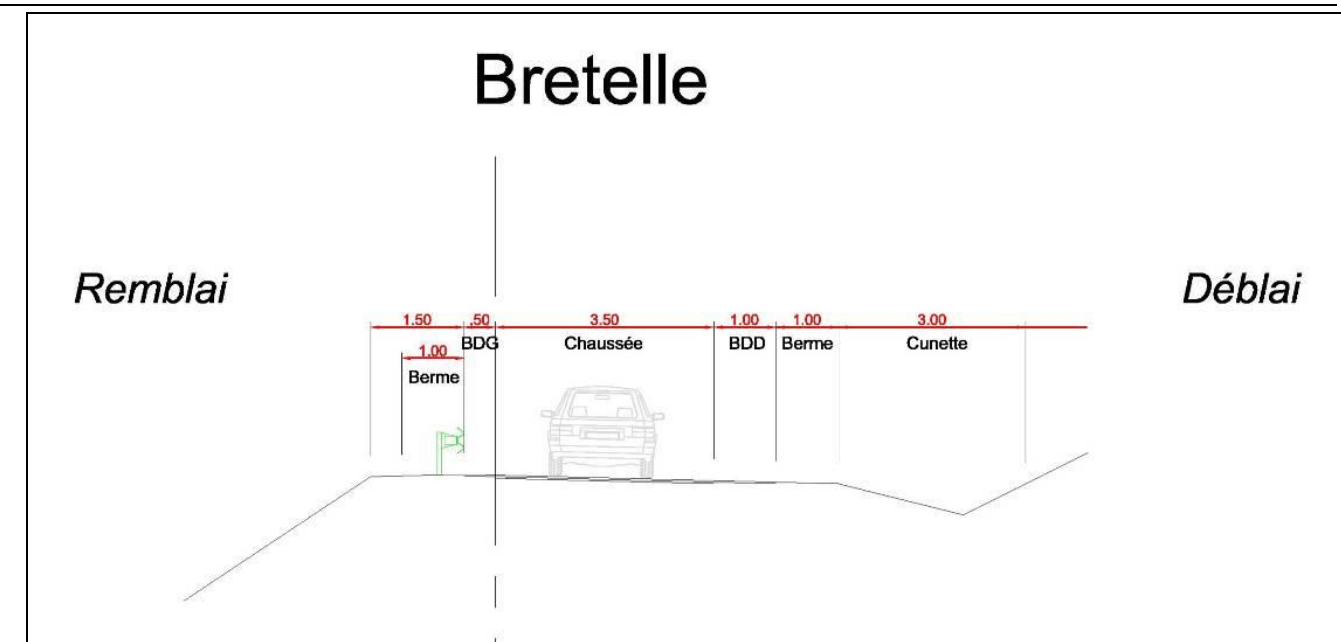 Bretelle
Remblai
Déblai
1.50 .50 3.50 1.00 1.00 3.00
BDG Chaussée BDD Berme Cunette
1.00
Berme